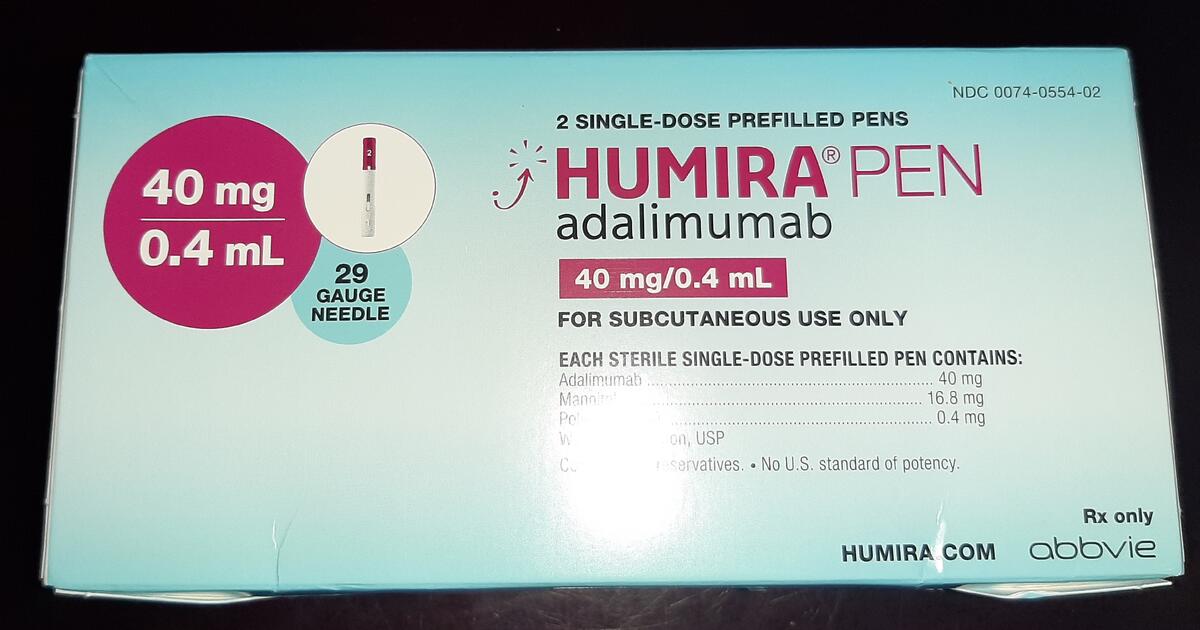 NDC 0074-0554-02
2 SINGLE-DOSE PREFILLED PENS
HUMIRA® PEN
adalimumab
40 mg/0.4 mL
FOR SUBCUTANEOUS USE ONLY
EACH STERILE SINGLE-DOSE PREFILLED PEN CONTAINS:
Adalimumab 40 mg
16.8 mg
0.4 mg
USP
No U.S. standard of potency.
40 mg
0.4 mL
2
29
GAUGE
NEEDLE
Rx only
HUMIRA.COM abbvie